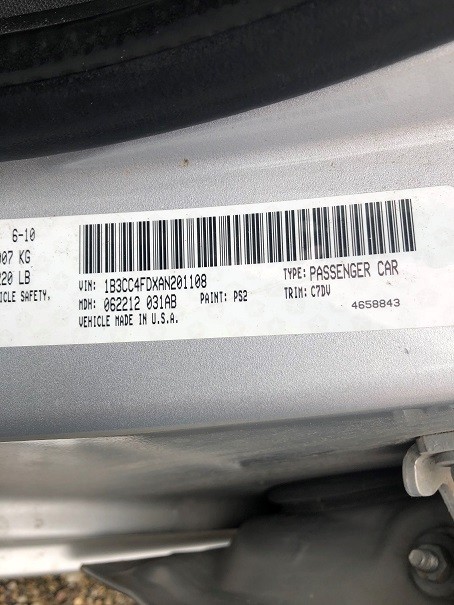 6-10
007 KG
220 LB
ICLE SAFETY.
VIN: 1B3CC4FDXAN201108
TYPE: PASSENGER CAR
MDH: 062212 031AB
PAINT: PS2
TRIM: C7DV
VEHICLE MADE IN U.S.A.
4658843